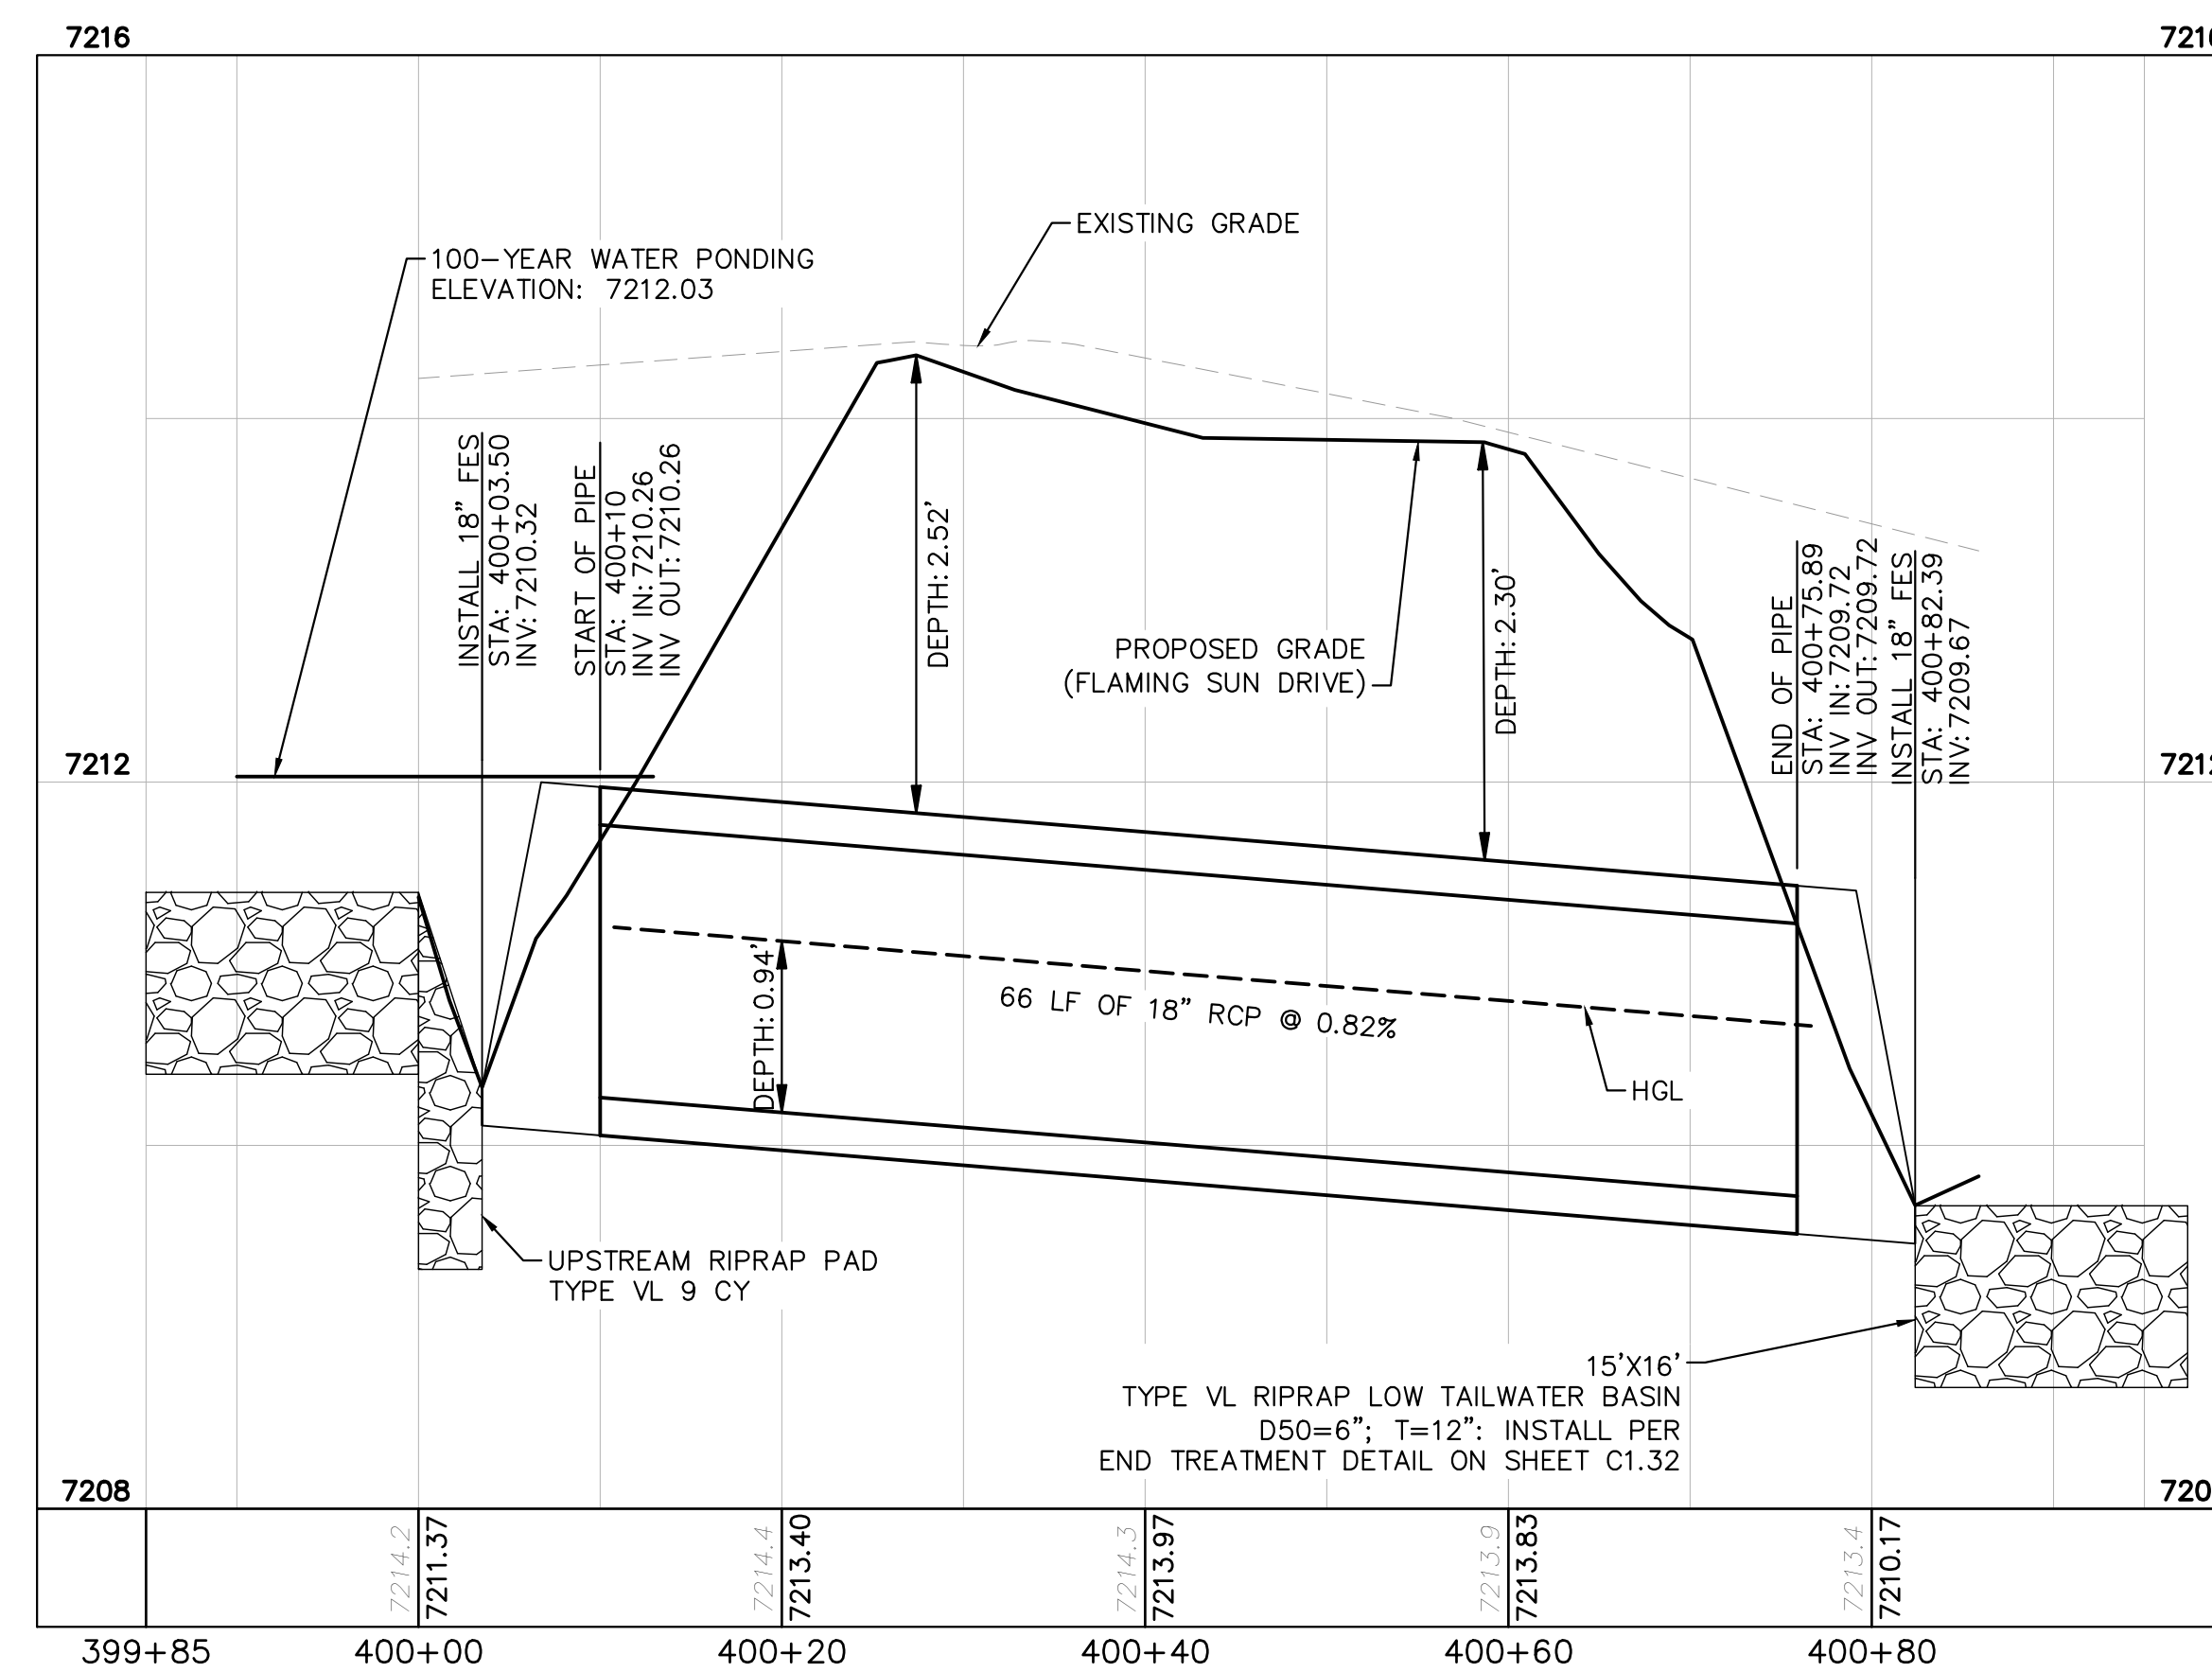 7216
EXISTING GRADE
100-YEAR WATER PONDING
ELEVATION: 7212.03
INSTALL 18" FES
STA: 400+03.50
INV: 7210.32
START OF PIPE
STA: 400+10
INV IN: 7210.26
INV OUT: 7210.26
DEPTH: 2.52'
PROPOSED GRADE
(FLAMING SUN DRIVE)
DEPTH: 2.30'
END OF PIPE
STA: 400+75.89
INV IN: 7209.72
INV OUT: 7209.72
INSTALL 18" FES
STA: 400+82.39
INV: 7209.67
7212
DEPTH: 0.94'
66 LF OF 18" RCP @ 0.82%
HGL
UPSTREAM RIPRAP PAD
TYPE VL 9 CY
15'X16'
TYPE VL RIPRAP LOW TAILWATER BASIN
D50=6"; T=12": INSTALL PER
END TREATMENT DETAIL ON SHEET C1.32
7208
7214.2
7211.37
7214.4
7213.40
7214.3
7213.97
7213.9
7213.83
7213.4
7210.17
399+85
400+00
400+20
400+40
400+60
400+80